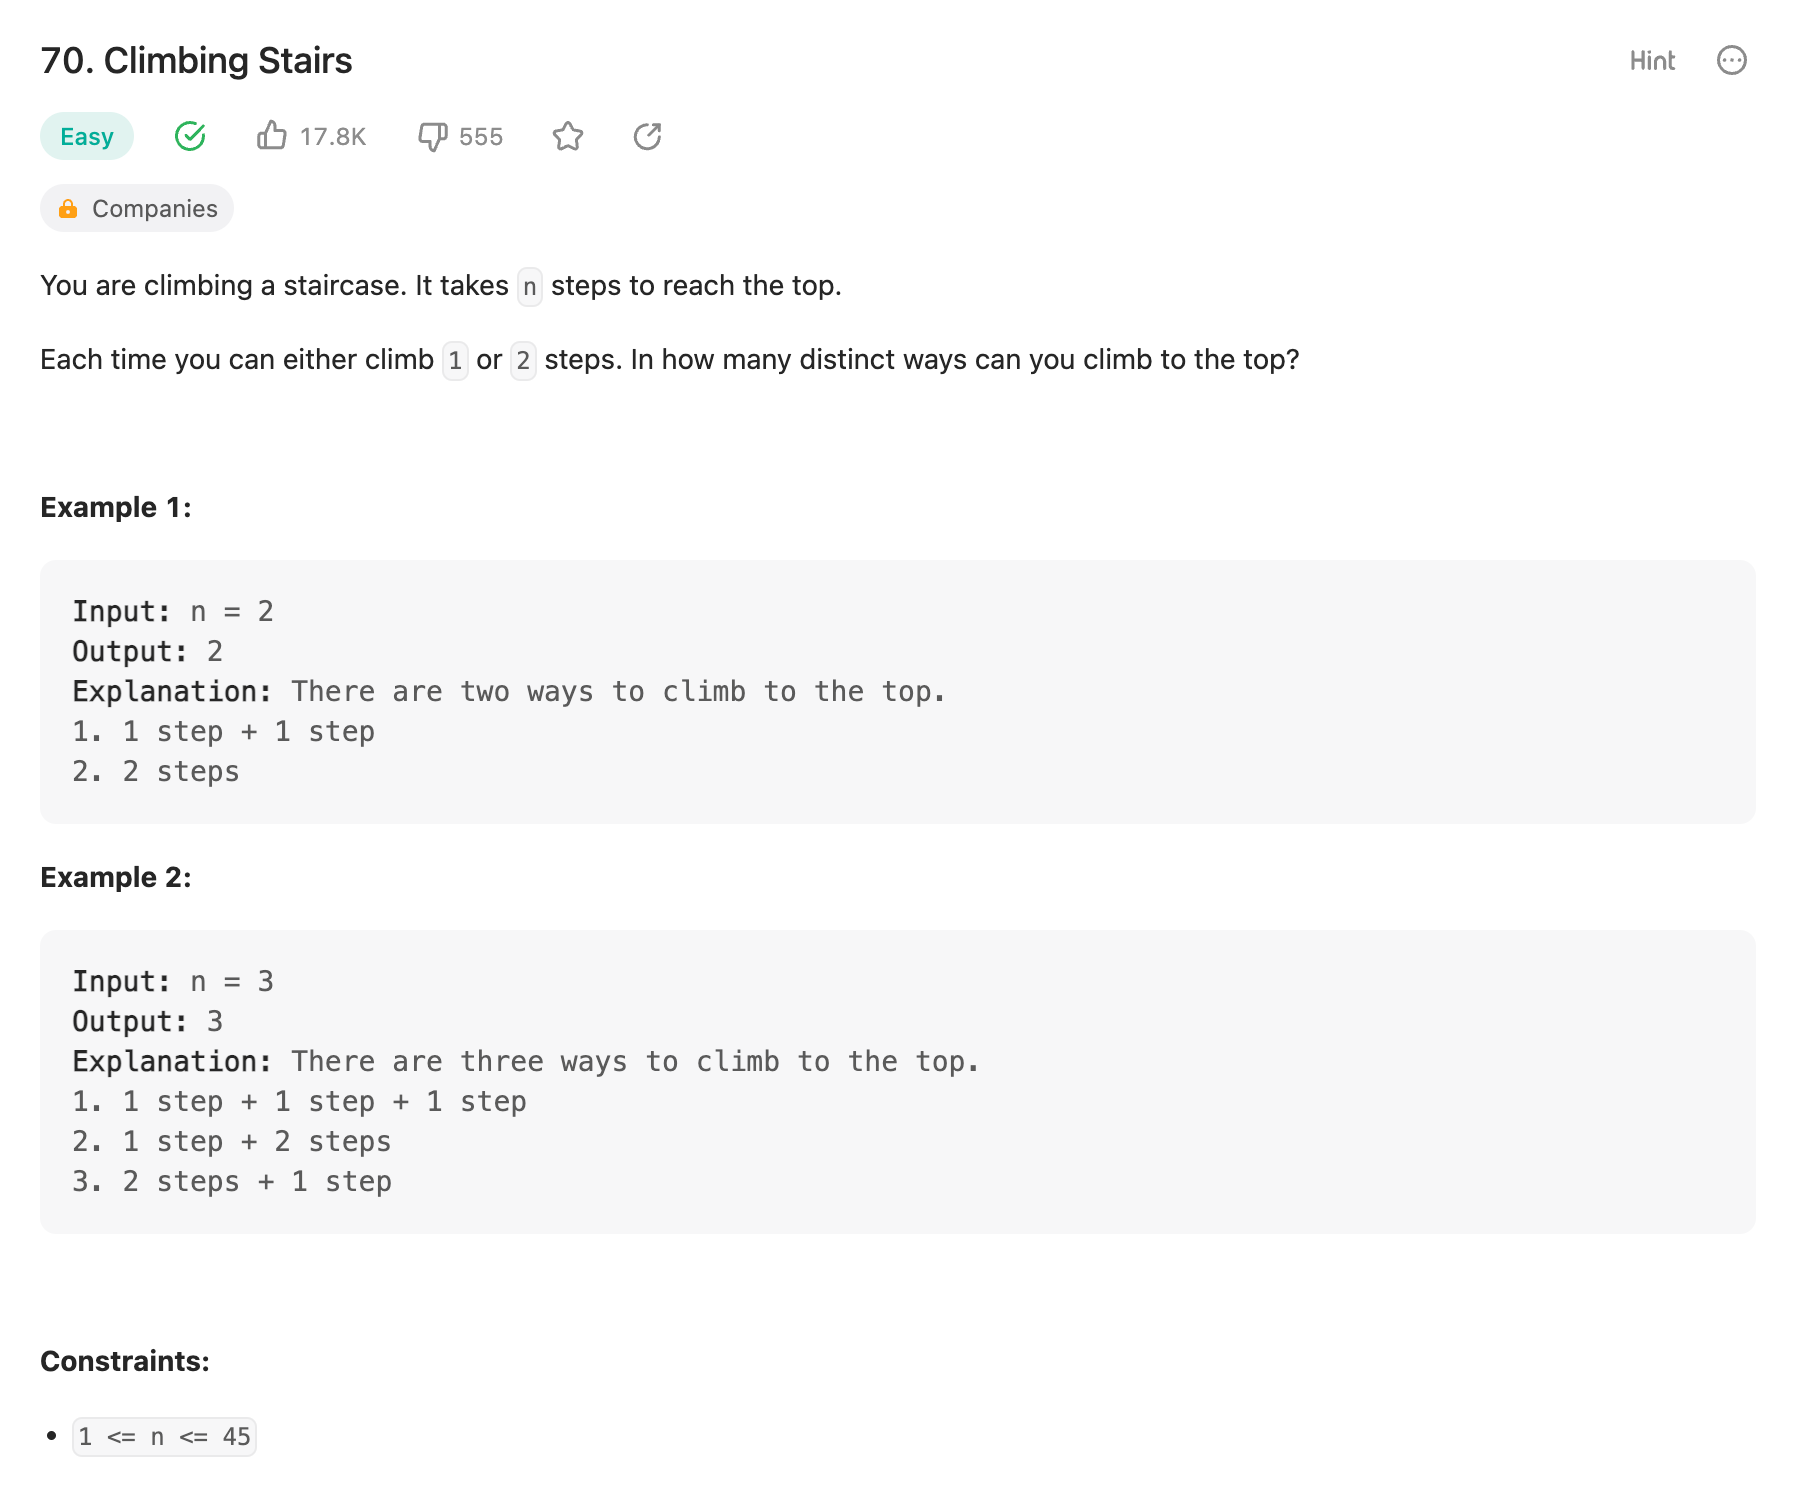 70. Climbing Stairs
Hint
Easy
17.8K
555
Companies
You are climbing a staircase. It takes n steps to reach the top.
Each time you can either climb 1 or 2 steps. In how many distinct ways can you climb to the top?
Example 1:
Input: n = 2
Output: 2
Explanation: There are two ways to climb to the top.
1. 1 step + 1 step
2. 2 steps
Example 2:
Input: n = 3
Output: 3
Explanation: There are three ways to climb to the top.
1. 1 step + 1 step + 1 step
2. 1 step + 2 steps
3. 2 steps + 1 step
Constraints:
• 1 <= n <= 45